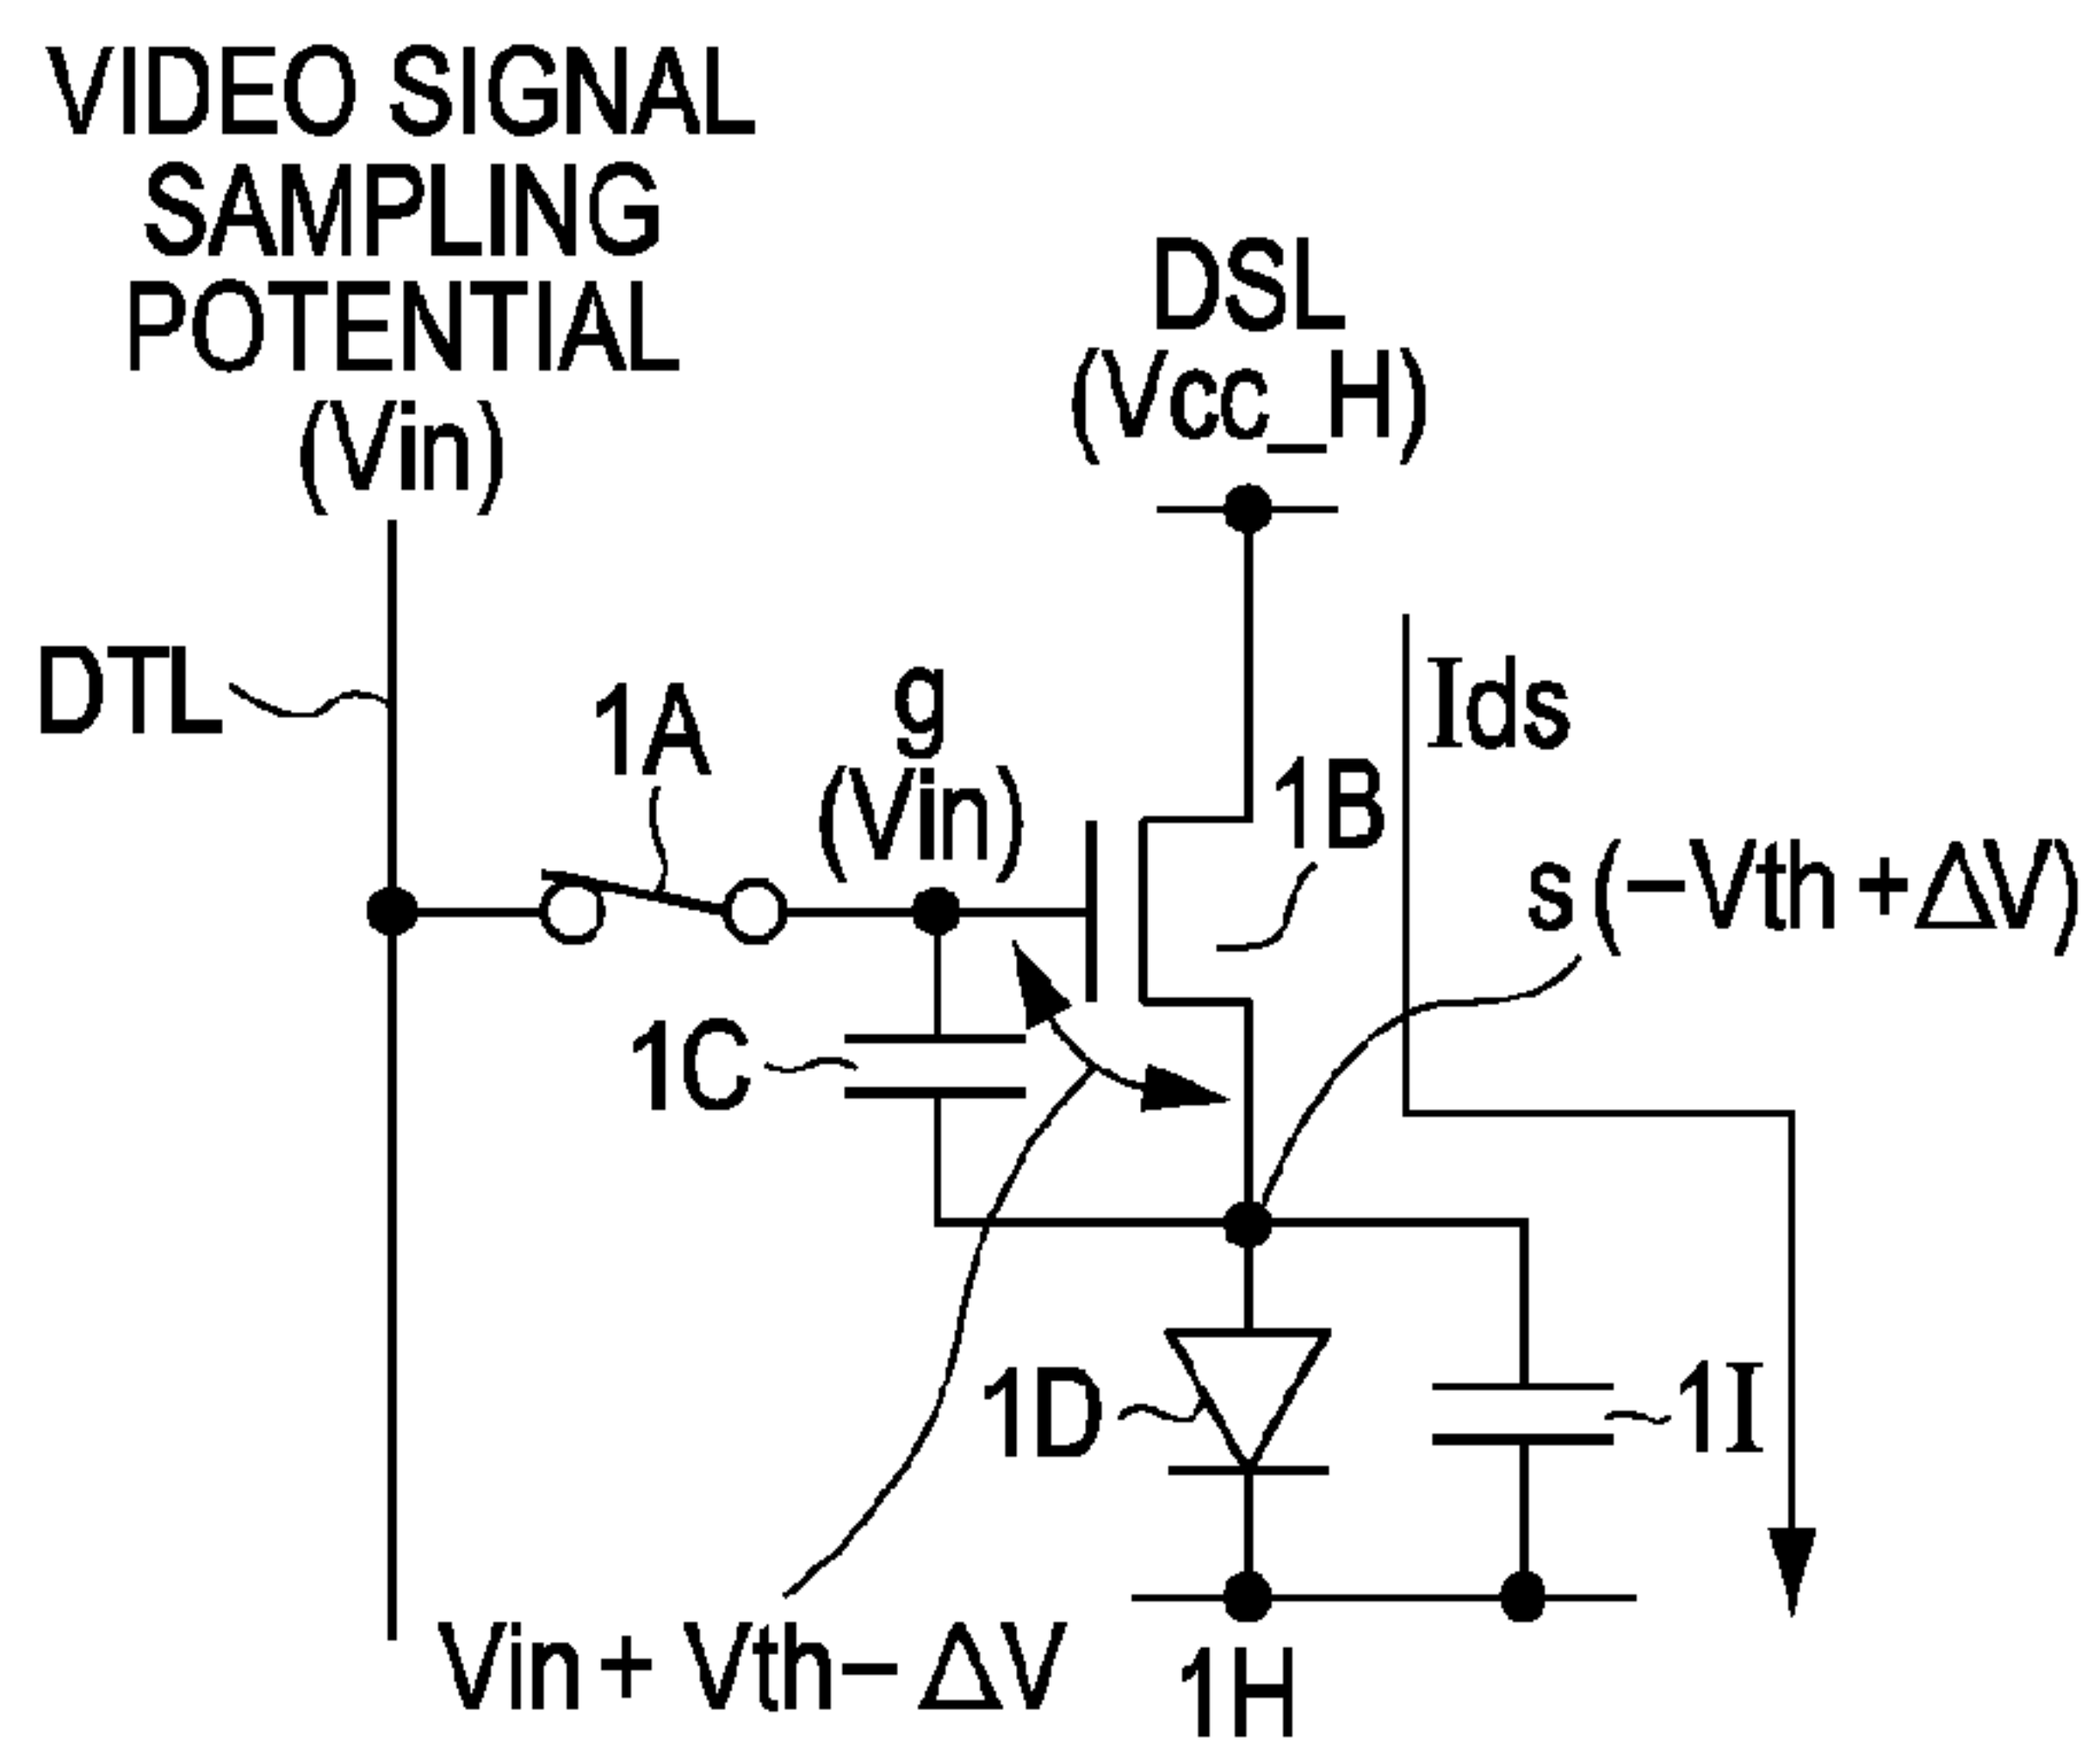 VIDEO SIGNAL
SAMPLING
POTENTIAL
(Vin)
DSL
(Vcc_H)
DTL
1A
g
(Vin)
1B
Ids
s (−Vth +ΔV)
1C
1D
1I
Vin + Vth− ΔV
1H